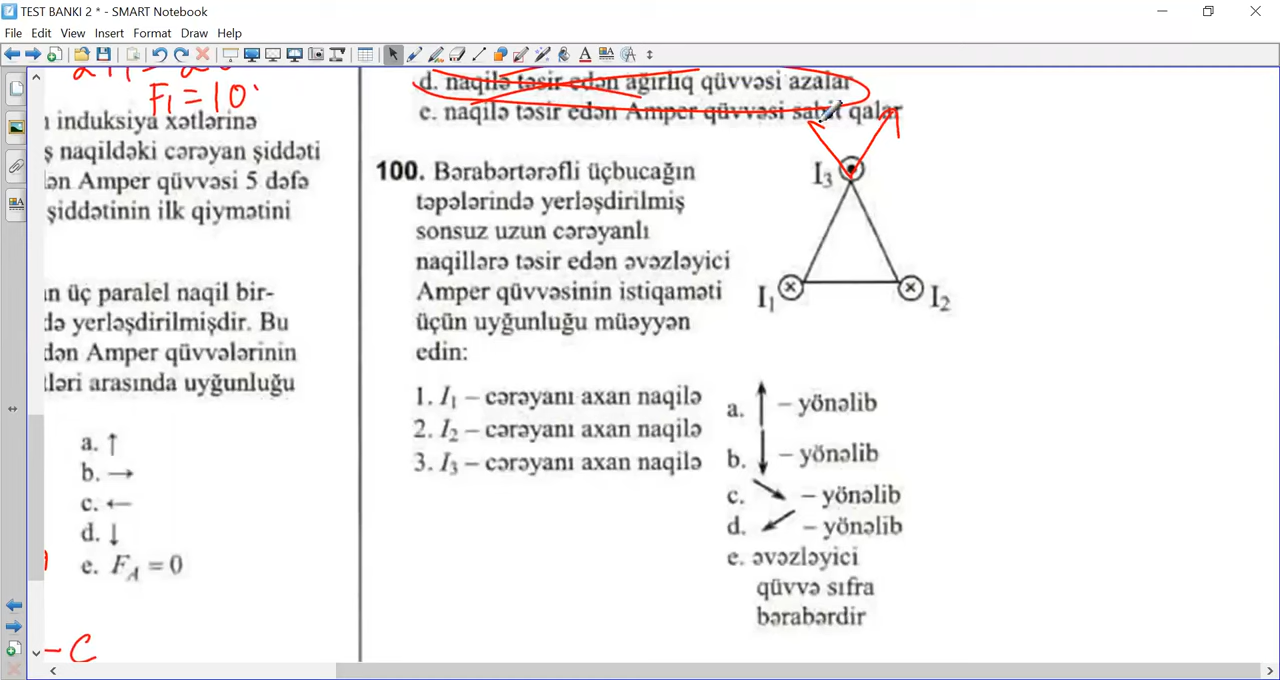 TEST BANKI 2 * - SMART Notebook
File Edit View Insert Format Draw Help
F₁ = 10
induksiya xətlərinə
ş naqildəki cərəyan şiddəti
ən Amper qüvvəsi 5 dəfə
şiddətinin ilk qiymətini
ın üç paralel naqil bir-
də yerləşdirilmişdir. Bu
dən Amper qüvvələrinin
tləri arasında uyğunluğu
a. ↑
b. →
c. ←
d. ↓
e. F_A = 0
– C
d. naqilə təsir edən ağırlıq qüvvəsi azalar
e. naqilə təsir edən Amper qüvvəsi sabit qalar
100. Bərabərtərəfli üçbucağın
təpələrində yerləşdirilmiş
sonsuz uzun cərəyanlı
naqillərə təsir edən əvəzləyici
Amper qüvvəsinin istiqaməti
üçün uyğunluğu müəyyən
edin:
I₃
I₁
I₂
1. I₁ – cərəyanı axan naqilə
2. I₂ – cərəyanı axan naqilə
3. I₃ – cərəyanı axan naqilə
a. ↑ – yönəlib
b. ↓ – yönəlib
c. ↘ – yönəlib
d. ↙ – yönəlib
e. əvəzləyici
qüvvə sıfra
bərabərdir